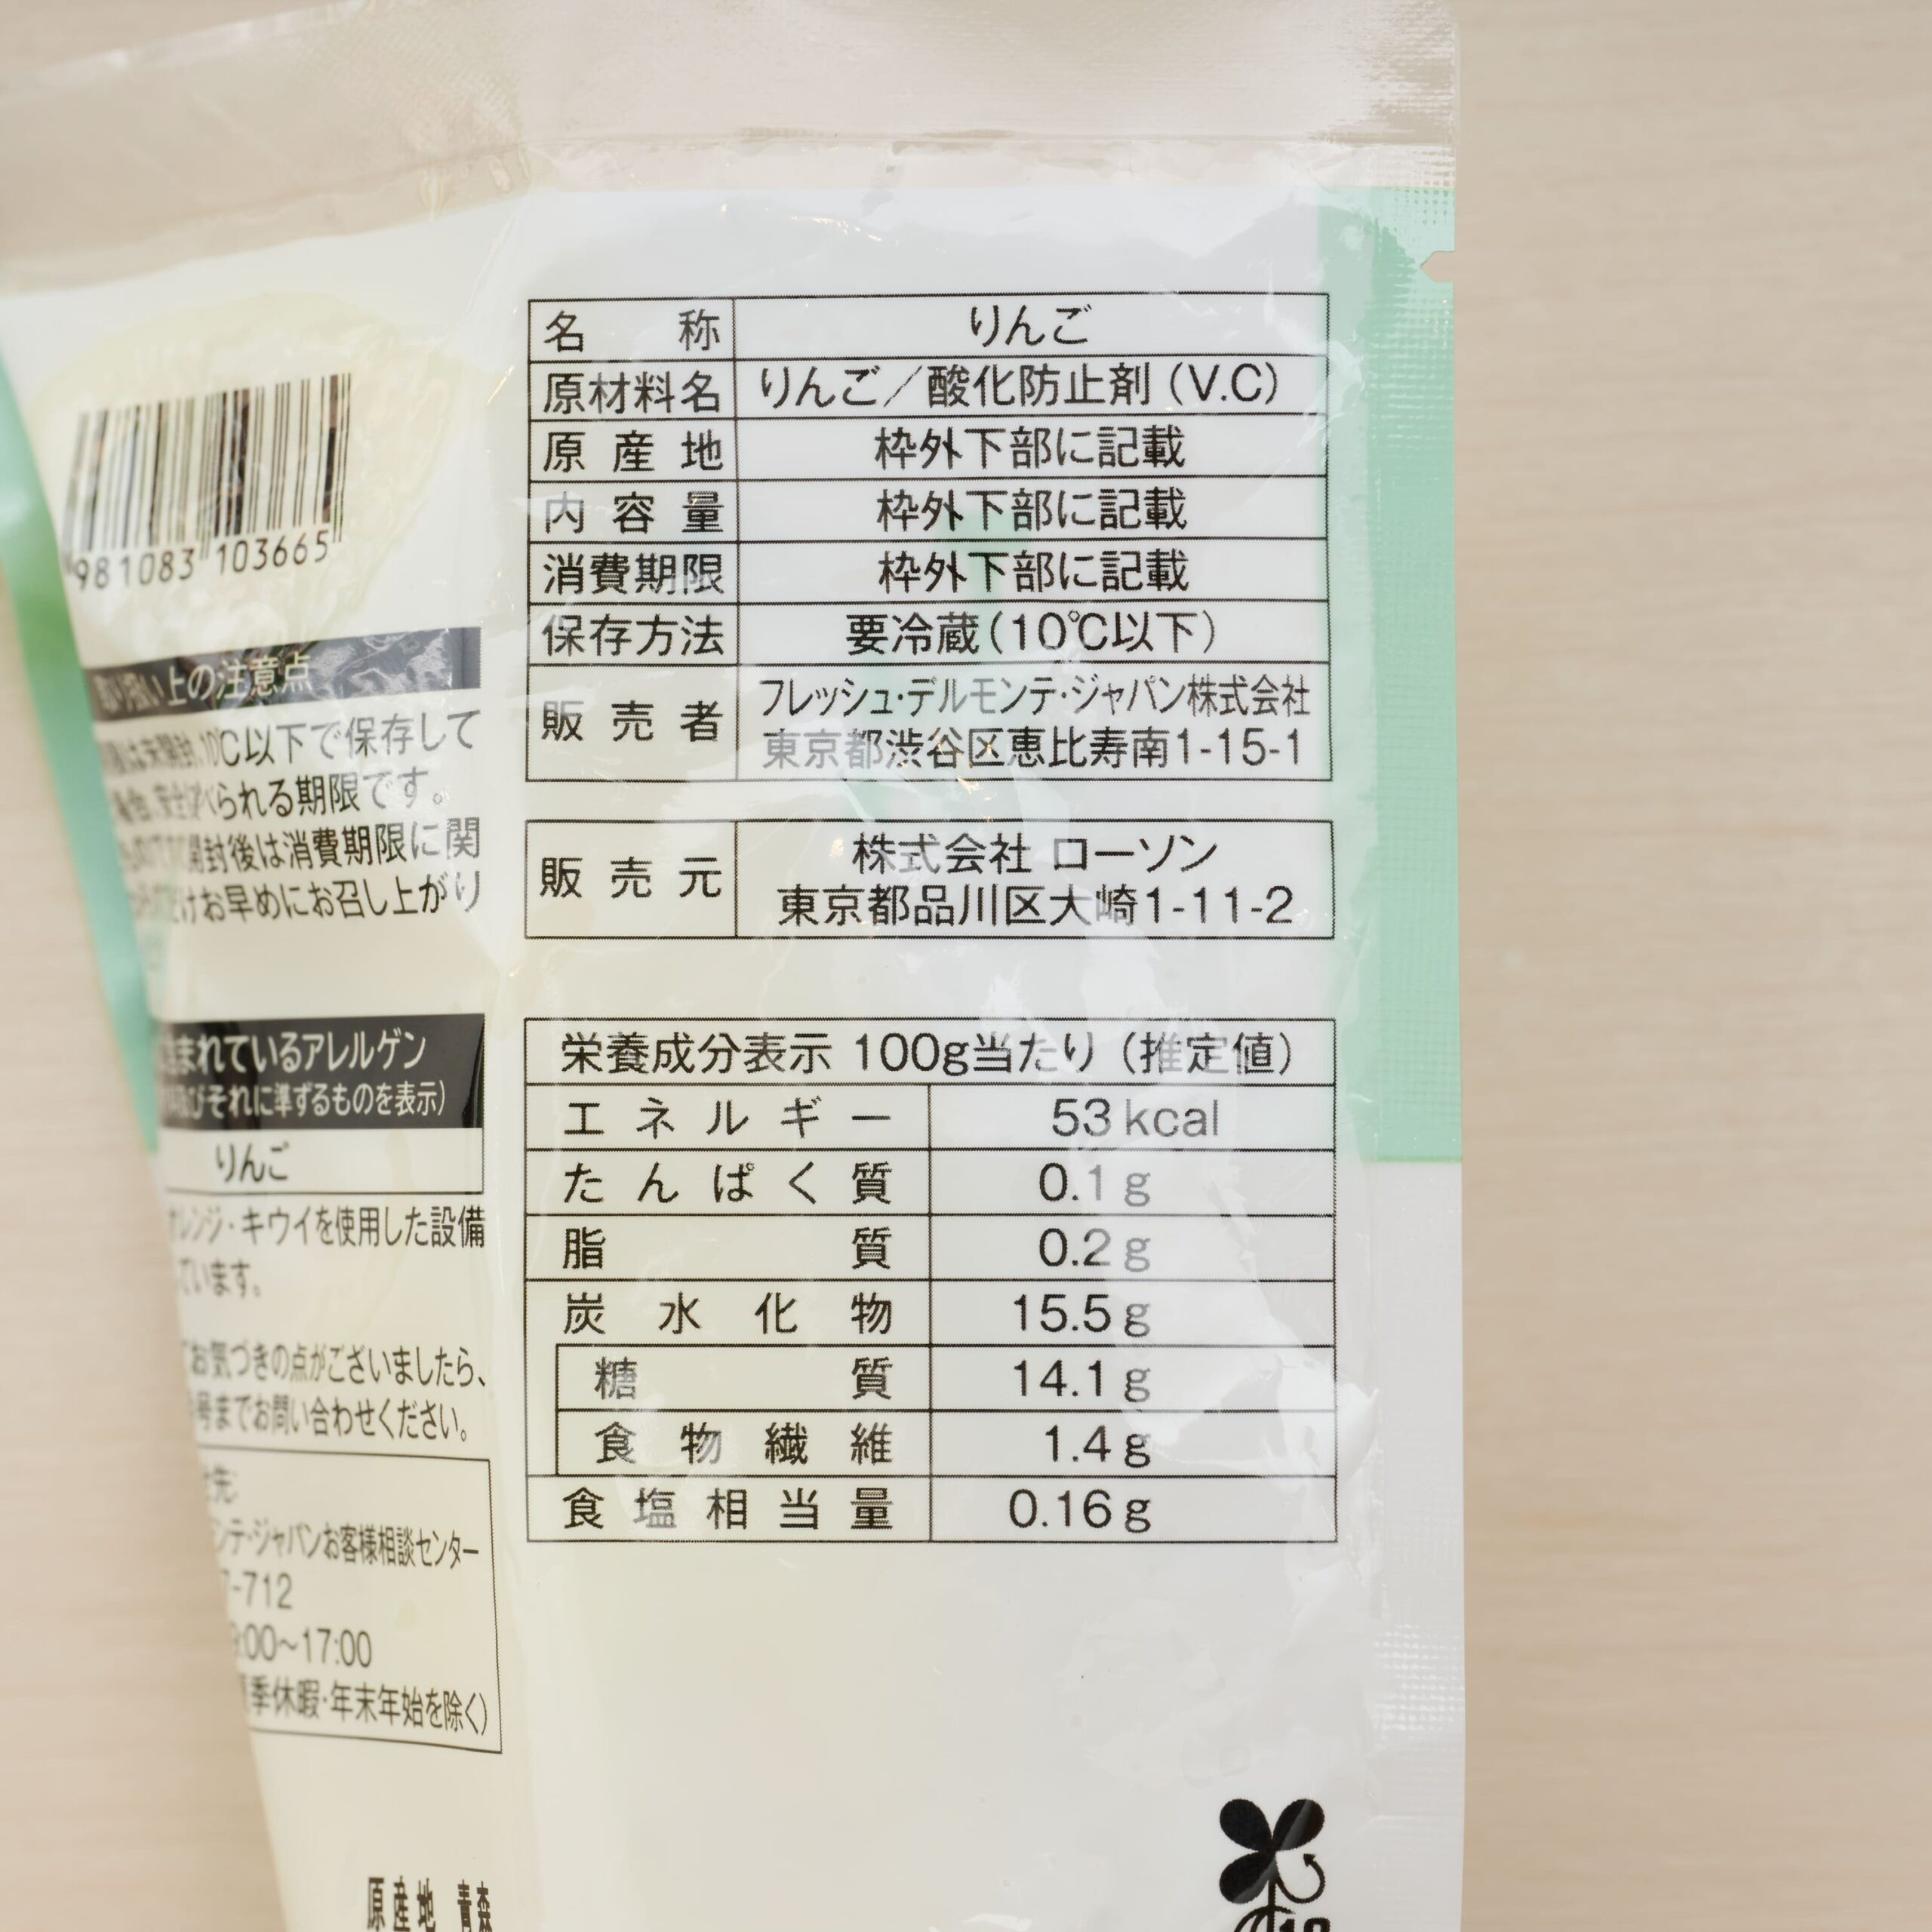 981083 103665
上の注意点
10℃以下で保存して
べられる期限です。
開封後は消費期限に関
けお早めにお召し上がり
まれているアレルゲン
びそれに準ずるものを表示)
りんご
オレンジ・キウイを使用した設備
ています。
お気づきの点がございましたら、
号までお問い合わせください。
先:
ンテ・ジャパンお客様相談センター
-712
9:00～17:00
季休暇・年末年始を除く)
原産地 青森
名称 りんご
原材料名 りんご／酸化防止剤(V.C)
原産地 枠外下部に記載
内容量 枠外下部に記載
消費期限 枠外下部に記載
保存方法 要冷蔵(10℃以下)
販売者 フレッシュ・デルモンテ・ジャパン株式会社
東京都渋谷区恵比寿南1-15-1
販売元 株式会社 ローソン
東京都品川区大崎1-11-2
栄養成分表示 100g当たり(推定値)
エネルギー 53kcal
たんぱく質 0.1g
脂質 0.2g
炭水化物 15.5g
糖質 14.1g
食物繊維 1.4g
食塩相当量 0.16g